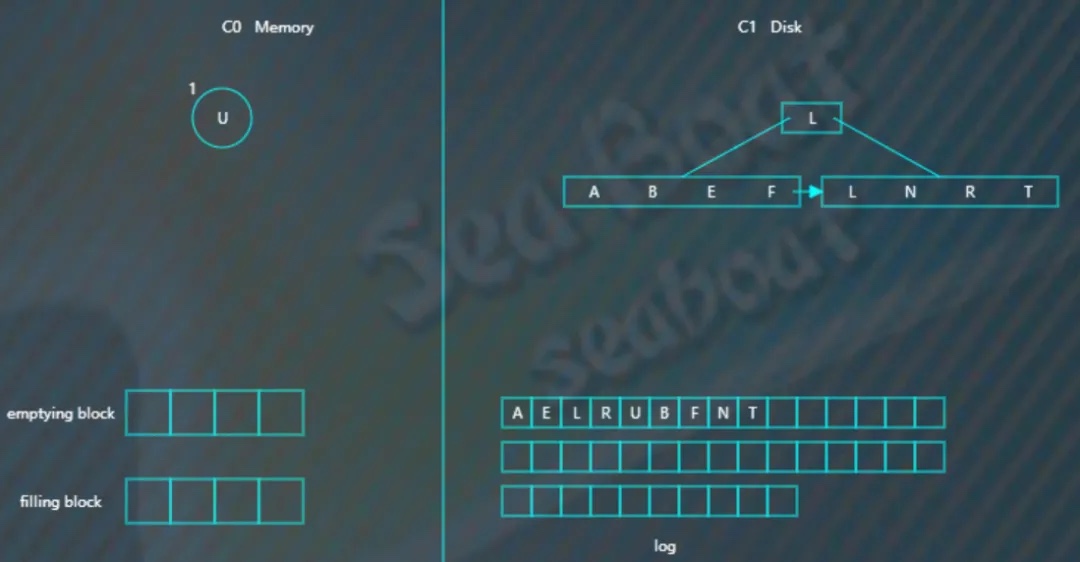 C0 Memory
C1 Disk
1
U
L
A B E F
L N R T
Sea Boat
seaboat
emptying block
A E L R U B F N T
filling block
log